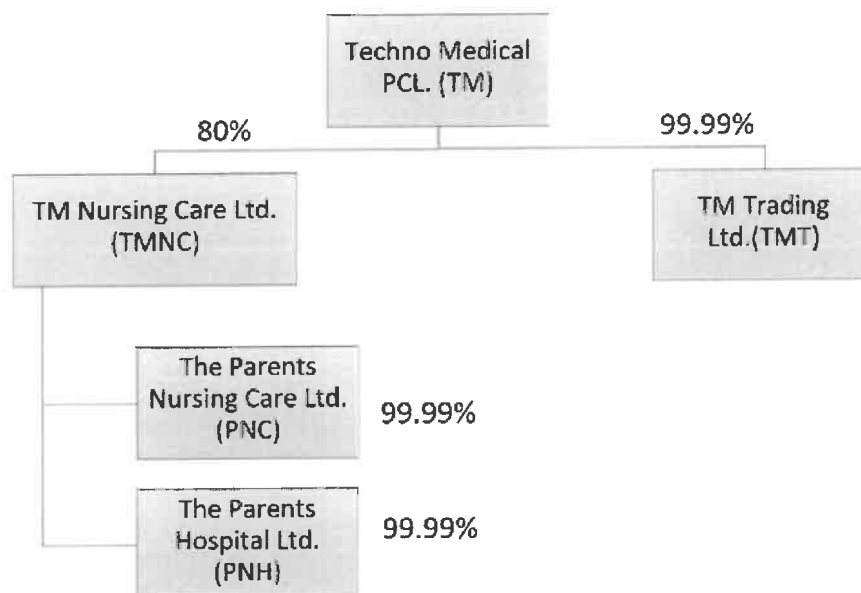 Techno Medical
PCL. (TM)
80%
99.99%
TM Nursing Care Ltd.
(TMNC)
TM Trading
Ltd.(TMT)
The Parents
Nursing Care Ltd.
(PNC)
99.99%
The Parents
Hospital Ltd.
(PNH)
99.99%